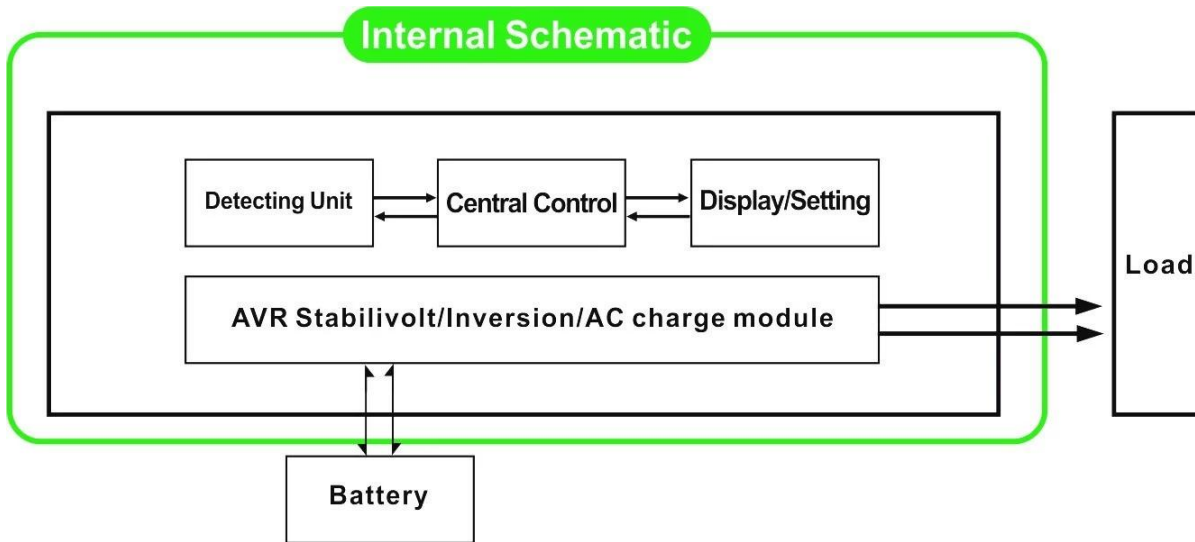 Internal Schematic
Detecting Unit
Central Control
Display/Setting
Load
AVR Stabilivolt/Inversion/AC charge module
Battery